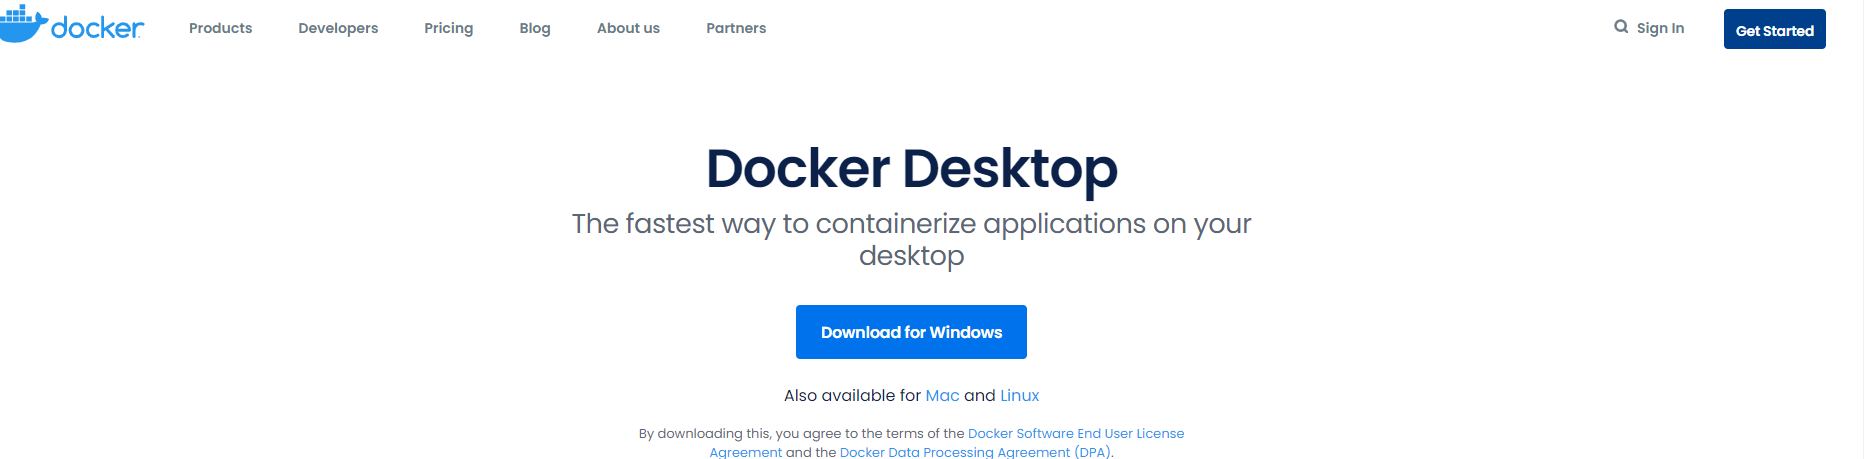 docker
Products Developers Pricing Blog About us Partners Sign In Get Started
Docker Desktop
The fastest way to containerize applications on your
desktop
Download for Windows
Also available for Mac and Linux
By downloading this, you agree to the terms of the Docker Software End User License
Agreement and the Docker Data Processing Agreement (DPA).